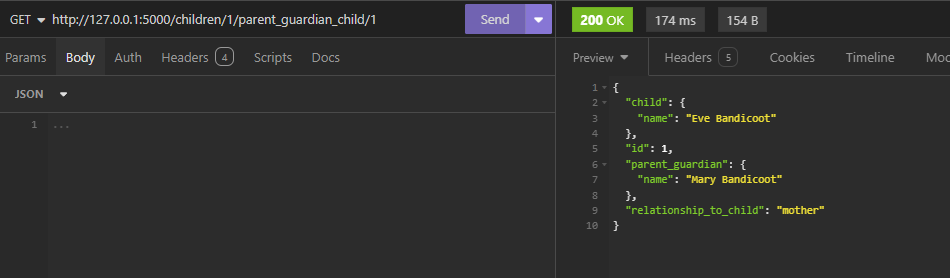 GET http://127.0.0.1:5000/children/1/parent_guardian_child/1 Send
200 OK 174 ms 154 B
Params Body Auth Headers 4 Scripts Docs
Preview Headers 5 Cookies Timeline Moc
JSON
1 ...
1 {
2 "child": {
3 "name": "Eve Bandicoot"
4 },
5 "id": 1,
6 "parent_guardian": {
7 "name": "Mary Bandicoot"
8 },
9 "relationship_to_child": "mother"
10 }